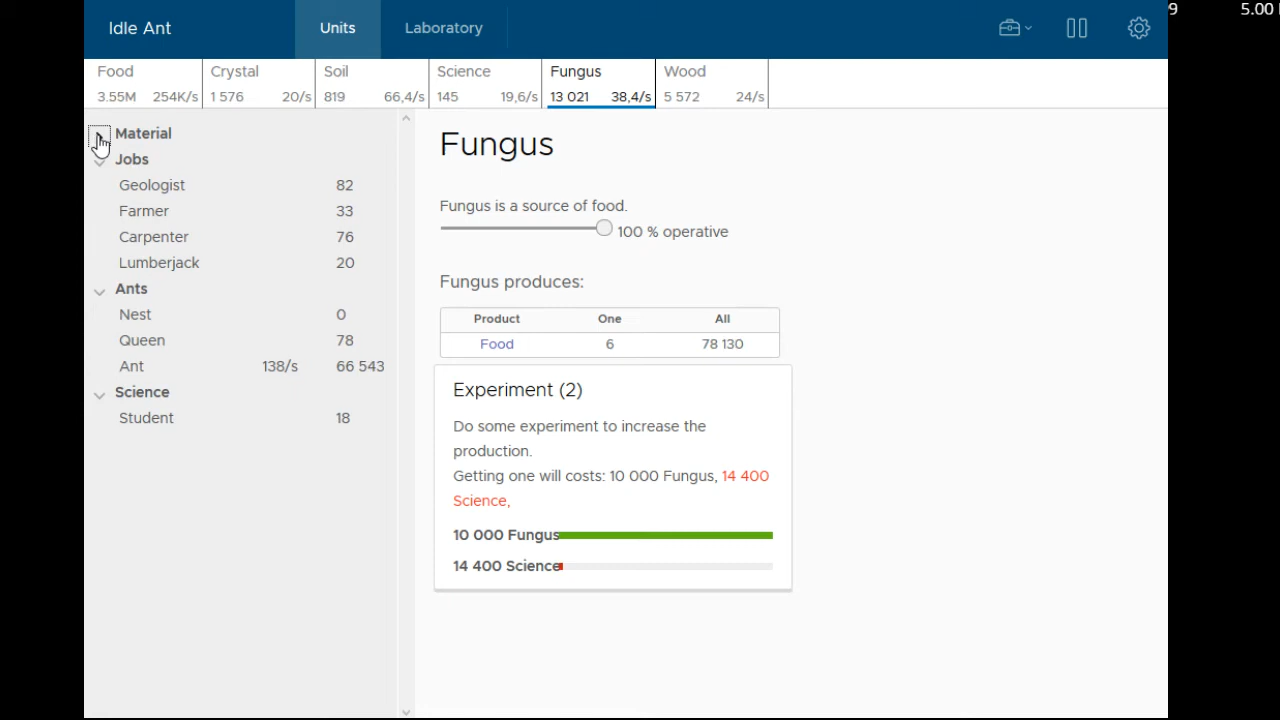 Idle Ant Units Laboratory
9 5.00
Food Crystal Soil Science Fungus Wood
3.55M 254K/s 1 576 20/s 819 66,4/s 145 19,6/s 13 021 38,4/s 5 572 24/s
Material
Jobs
Geologist 82
Farmer 33
Carpenter 76
Lumberjack 20
Ants
Nest 0
Queen 78
Ant 138/s 66 543
Science
Student 18
Fungus
Fungus is a source of food.
100 % operative
Fungus produces:
Product One All
Food 6 78 130
Experiment (2)
Do some experiment to increase the
production.
Getting one will costs: 10 000 Fungus, 14 400
Science,
10 000 Fungus
14 400 Science